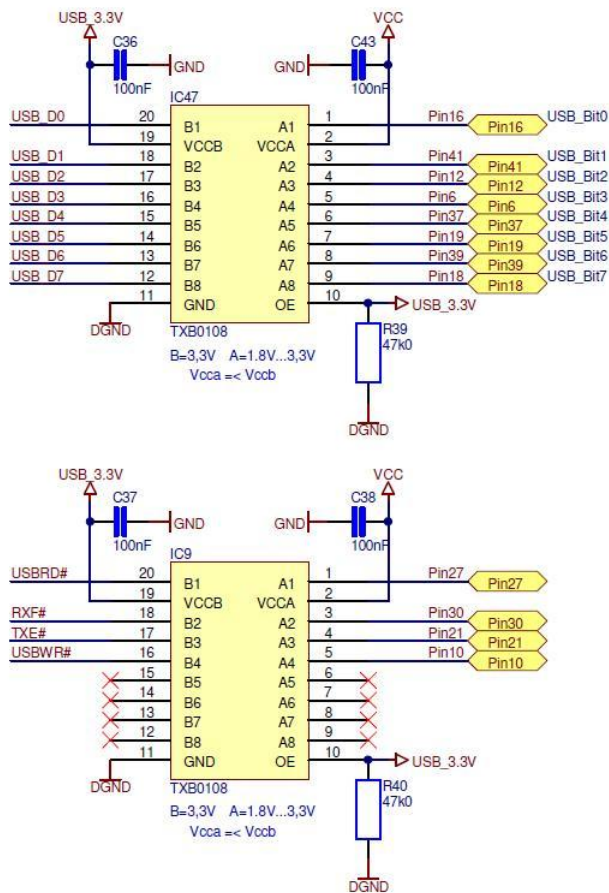 USB_3.3V VCC
C36 C43
GND GND
100nF 100nF
IC47
USB_D0 20 B1 A1 1 Pin16 Pin16 USB_Bit0
19 VCCB VCCA 2
USB_D1 18 B2 A2 3 Pin41 Pin41 USB_Bit1
USB_D2 17 B3 A3 4 Pin12 Pin12 USB_Bit2
USB_D3 16 B4 A4 5 Pin6 Pin6 USB_Bit3
USB_D4 15 B5 A5 6 Pin37 Pin37 USB_Bit4
USB_D5 14 B6 A6 7 Pin19 Pin19 USB_Bit5
USB_D6 13 B7 A7 8 Pin39 Pin39 USB_Bit6
USB_D7 12 B8 A8 9 Pin18 Pin18 USB_Bit7
11 GND OE 10 USB_3.3V
DGND TXB0108 R39
B=3,3V A=1.8V...3,3V 47k0
Vcca =< Vccb
DGND
USB_3.3V VCC
C37 C38
GND GND
100nF 100nF
IC9
USBRD# 20 B1 A1 1 Pin27 Pin27
19 VCCB VCCA 2
RXF# 18 B2 A2 3 Pin30 Pin30
TXE# 17 B3 A3 4 Pin21 Pin21
USBWR# 16 B4 A4 5 Pin10 Pin10
15 B5 A5 6
14 B6 A6 7
13 B7 A7 8
12 B8 A8 9
11 GND OE 10 USB_3.3V
DGND TXB0108 R40
B=3,3V A=1.8V...3,3V 47k0
Vcca =< Vccb
DGND